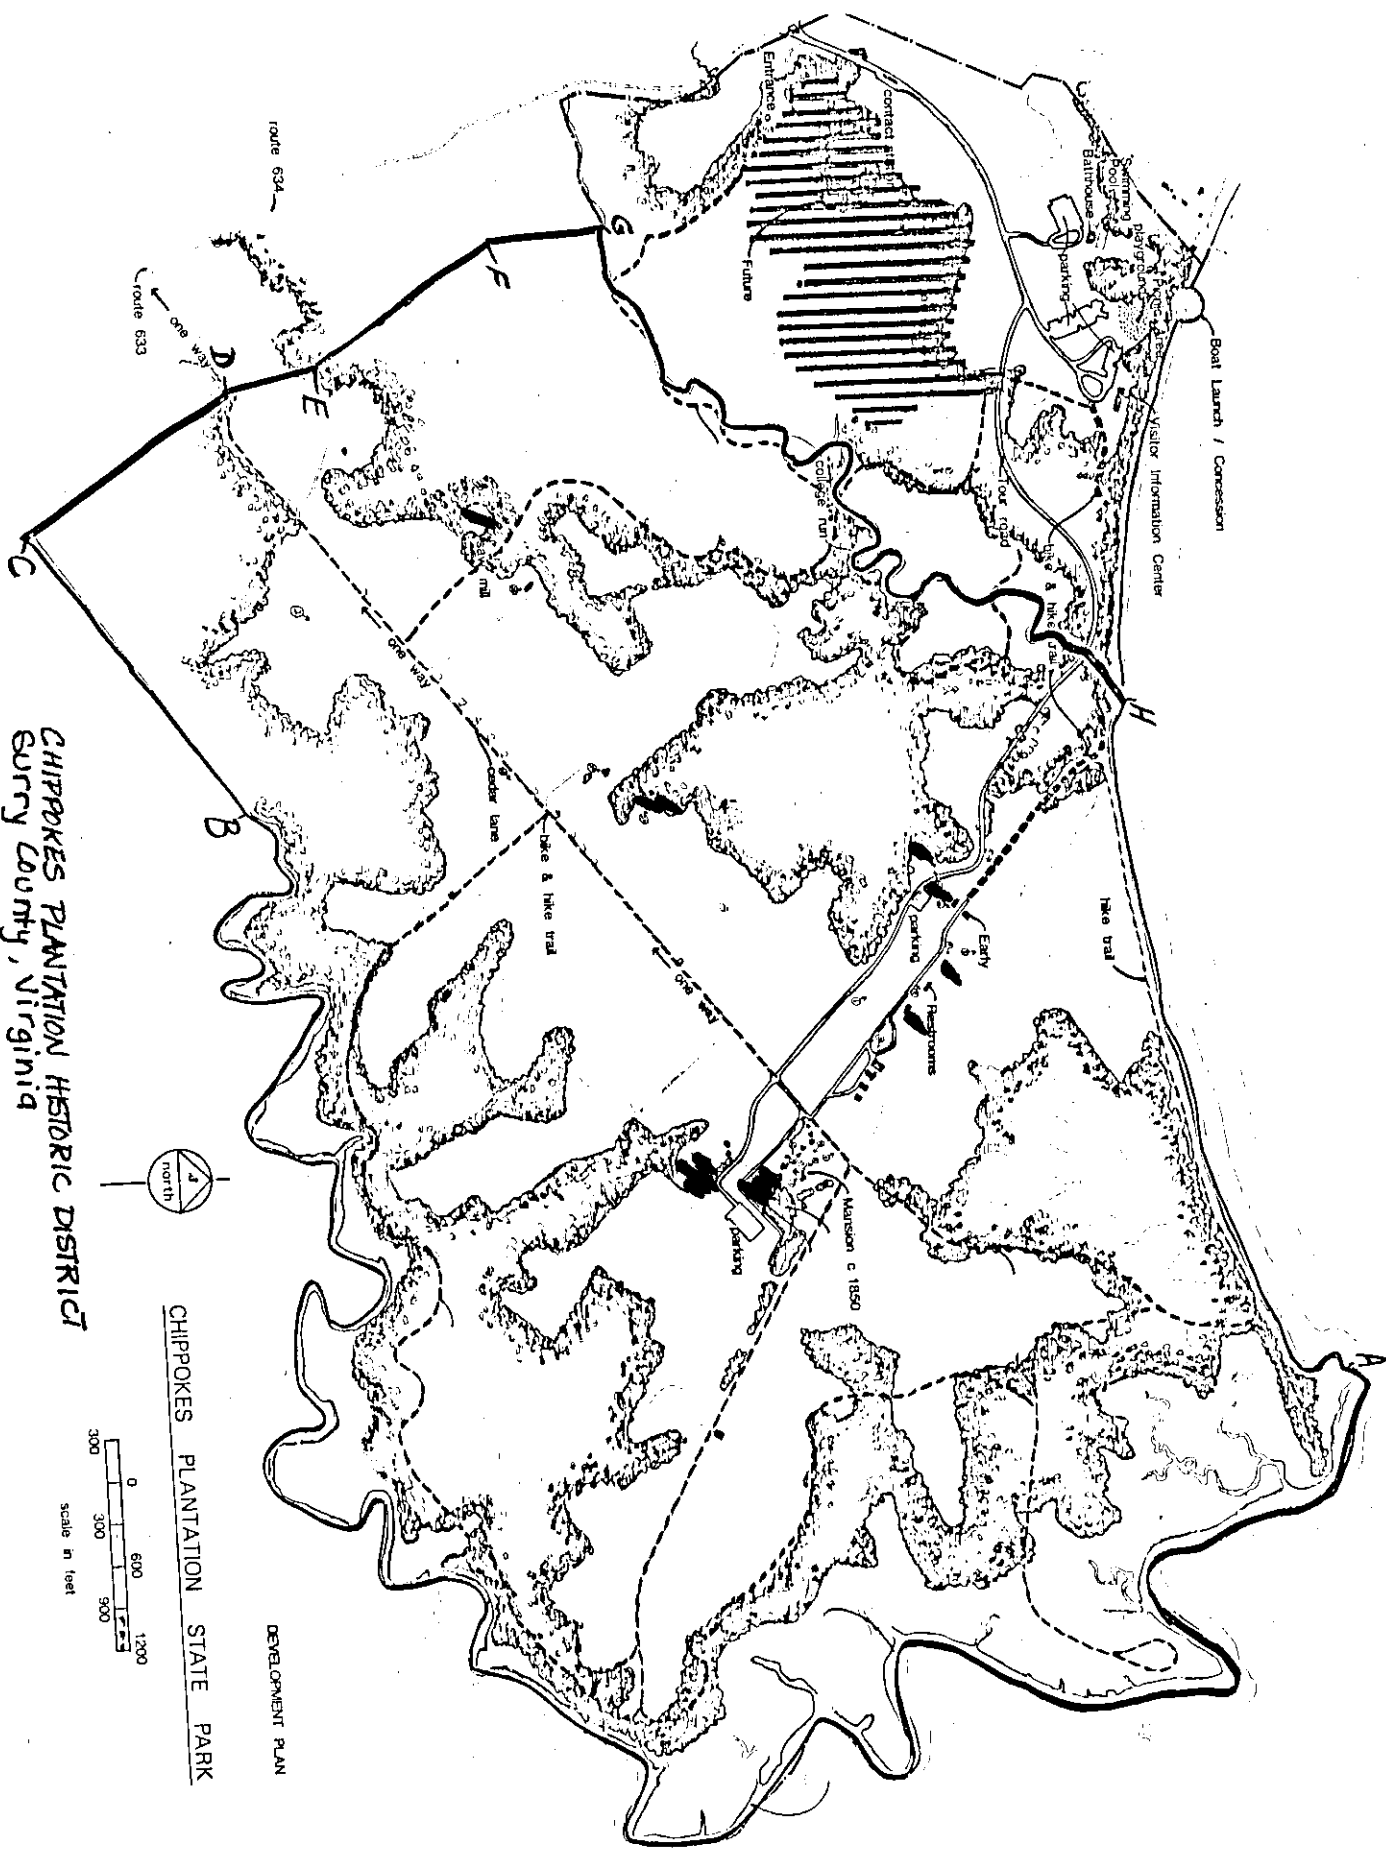 Entrance
contact station
Swimming
Pool
Bathhouse
playground
parking
Future
Boat Launch / Concession
Visitor Information Center
Tour road
bike & hike trail
college run
hike trail
route 634
route 633
one way
saw mill
one way
cedar lane
bike & hike trail
one way
parking
Early
Restrooms
Mansion c 1850
parking
A
B
C
D
E
F
G
H
CHIPPOKES PLANTATION HISTORIC DISTRICT
Surry County, Virginia
north
CHIPPOKES PLANTATION STATE PARK
DEVELOPMENT PLAN
300 0 300 600 900 1200
scale in feet